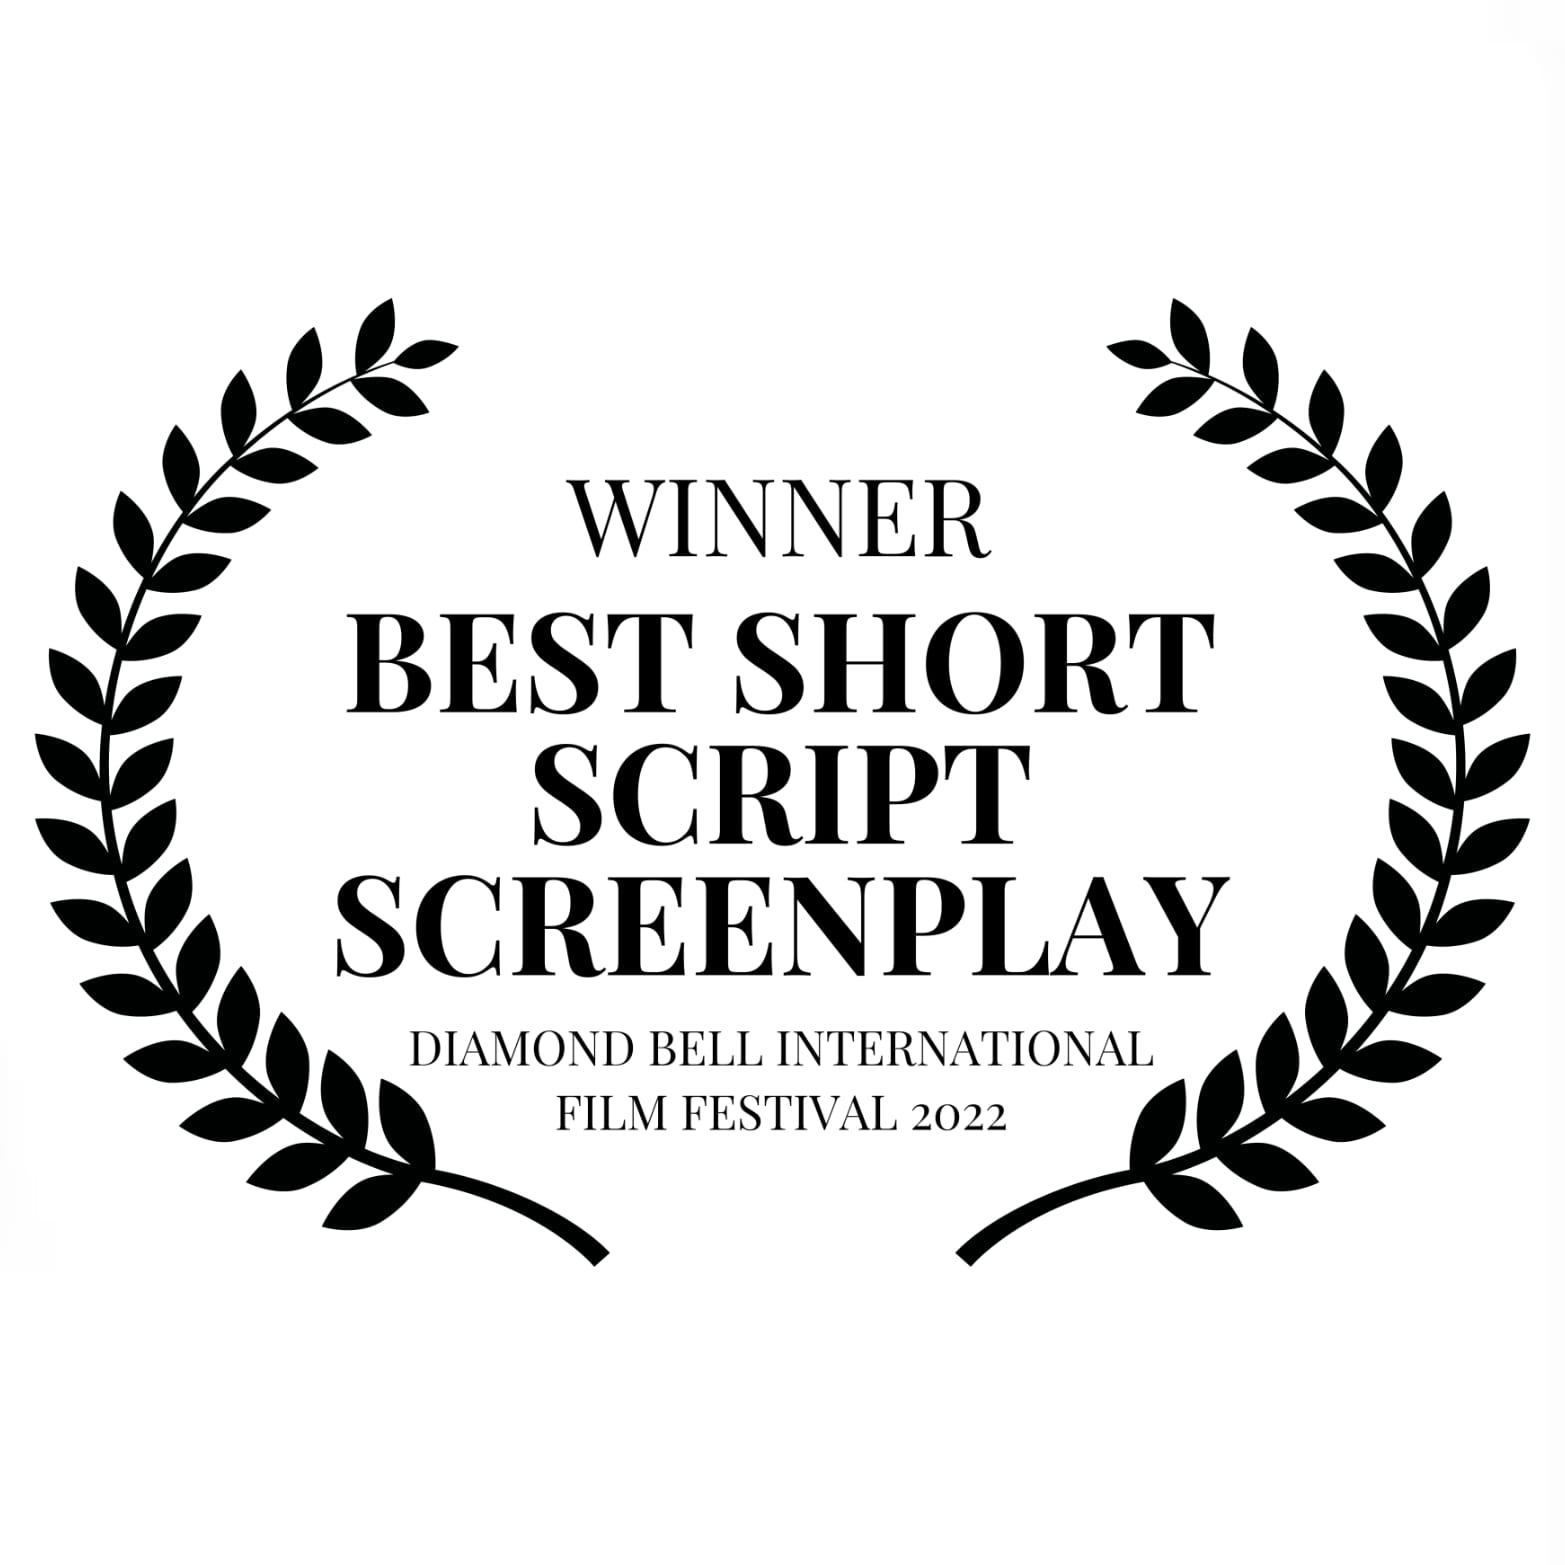 WINNER
BEST SHORT
SCRIPT
SCREENPLAY
DIAMOND BELL INTERNATIONAL
FILM FESTIVAL 2022